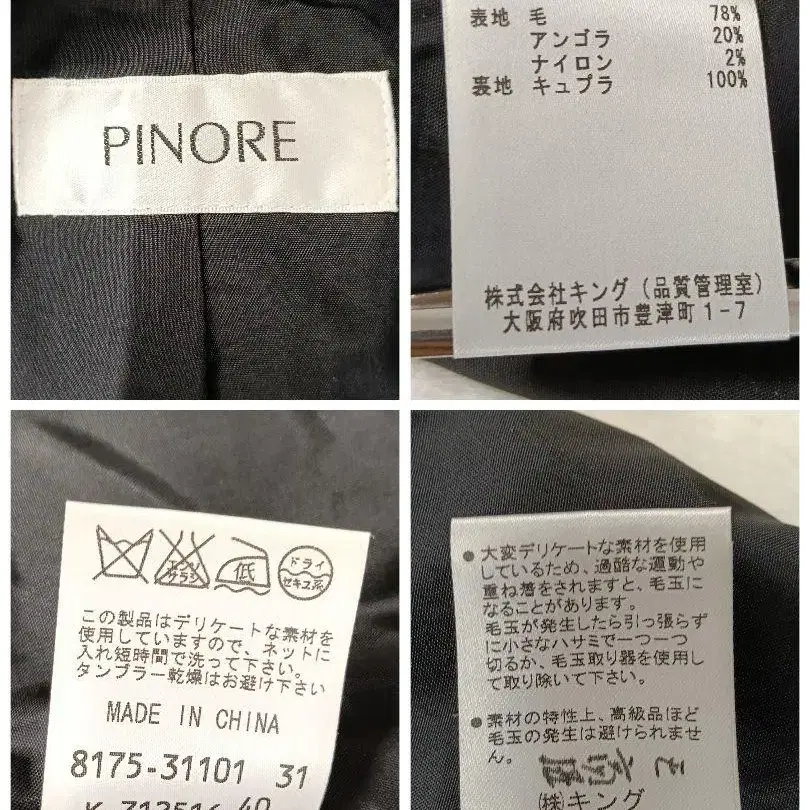 PINORE
表地 毛 78%
アンゴラ 20%
ナイロン 2%
裏地 キュプラ 100%
株式会社キング (品質管理室)
大阪府吹田市豊津町1-7
エンソ
サラシ
低
ドライ
セキユ系
この製品はデリケートな素材を
使用していますので、ネットに
入れ短時間で洗って下さい。
タンブラー乾燥はお避け下さい
MADE IN CHINA
8175-31101 31
● 大変デリケートな素材を使用
しているため、過酷な運動や
重ね着をされますと、毛玉に
なることがあります。
毛玉が発生したら引っ張らず
に小さなハサミで一つ一つ
切るか、毛玉取り器を使用し
て取り除いて下さい。
● 素材の特性上、高級品ほど
毛玉の発生は避けられませ
ん。
(株)キング